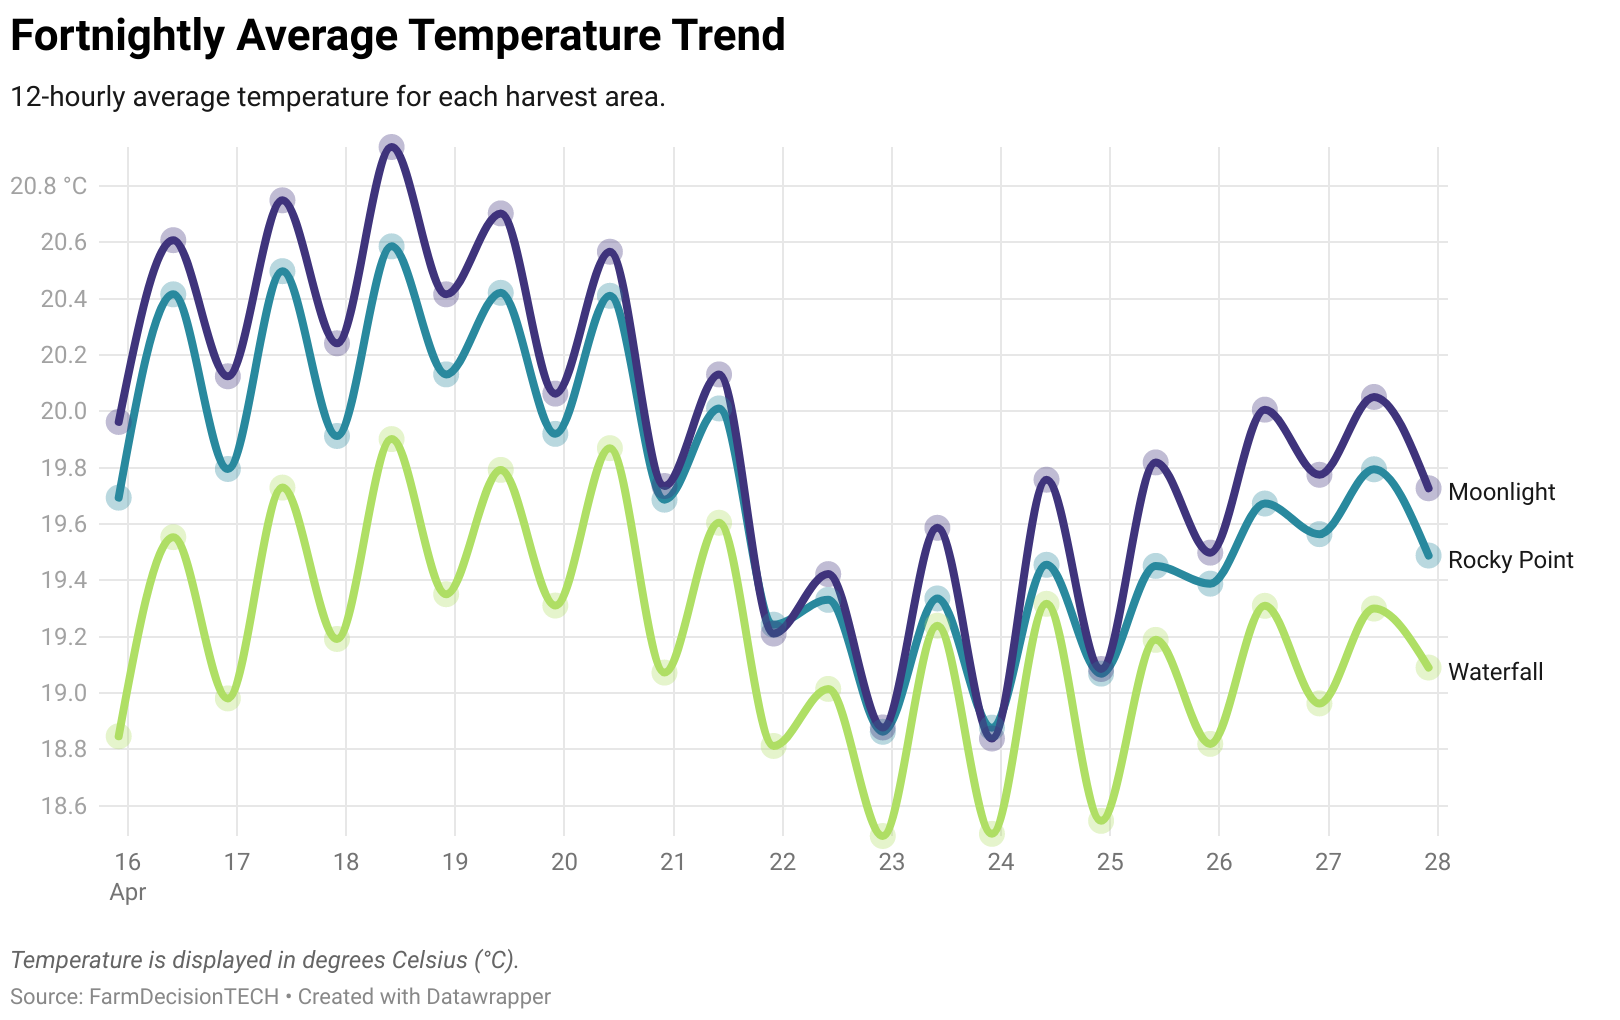 Fortnightly Average Temperature Trend
12-hourly average temperature for each harvest area.
20.8 °C
20.6
20.4
20.2
20.0
19.8
19.6
19.4
19.2
19.0
18.8
18.6
Moonlight
Rocky Point
Waterfall
16 17 18 19 20 21 22 23 24 25 26 27 28
Apr
Temperature is displayed in degrees Celsius (°C).
Source: FarmDecisionTECH • Created with Datawrapper